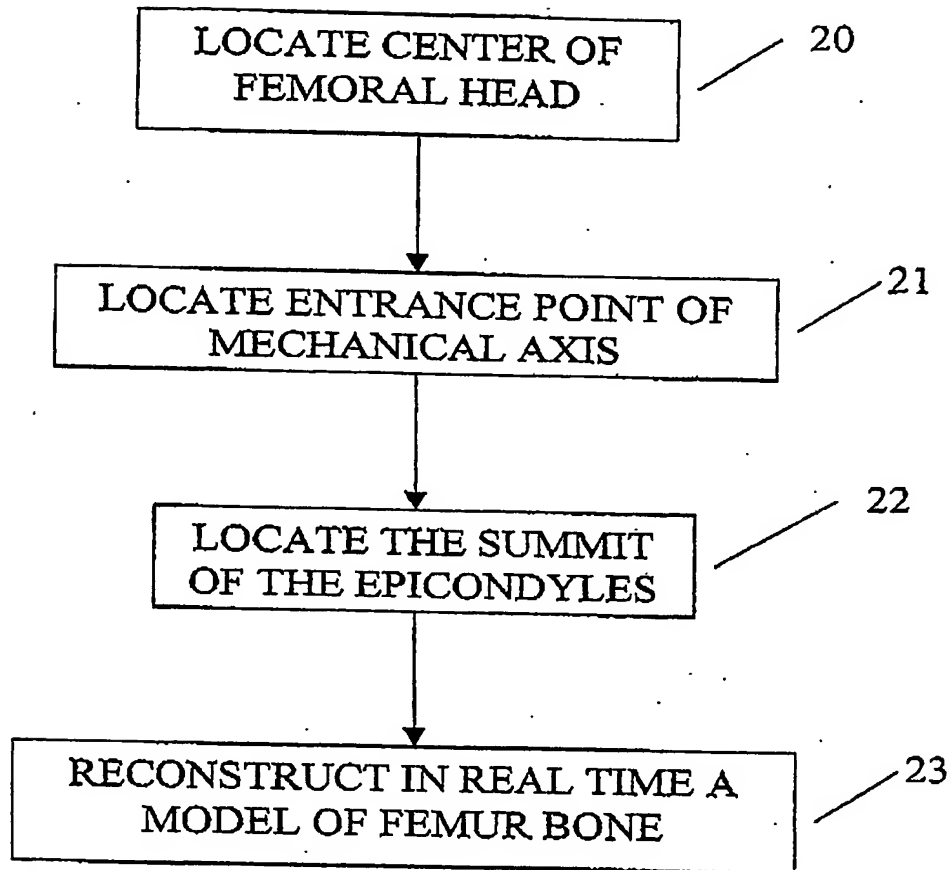 LOCATE CENTER OF
FEMORAL HEAD
20
LOCATE ENTRANCE POINT OF
MECHANICAL AXIS
21
LOCATE THE SUMMIT
OF THE EPICONDYLES
22
RECONSTRUCT IN REAL TIME A
MODEL OF FEMUR BONE
23